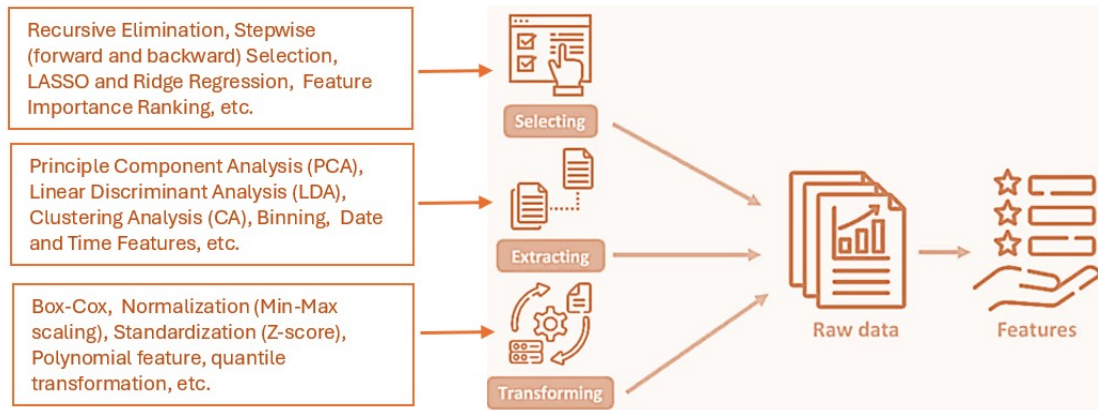 Recursive Elimination, Stepwise
(forward and backward) Selection,
LASSO and Ridge Regression, Feature
Importance Ranking, etc.
Selecting
Principle Component Analysis (PCA),
Linear Discriminant Analysis (LDA),
Clustering Analysis (CA), Binning, Date
and Time Features, etc.
Extracting
Box-Cox, Normalization (Min-Max
scaling), Standardization (Z-score),
Polynomial feature, quantile
transformation, etc.
Transforming
Raw data
Features